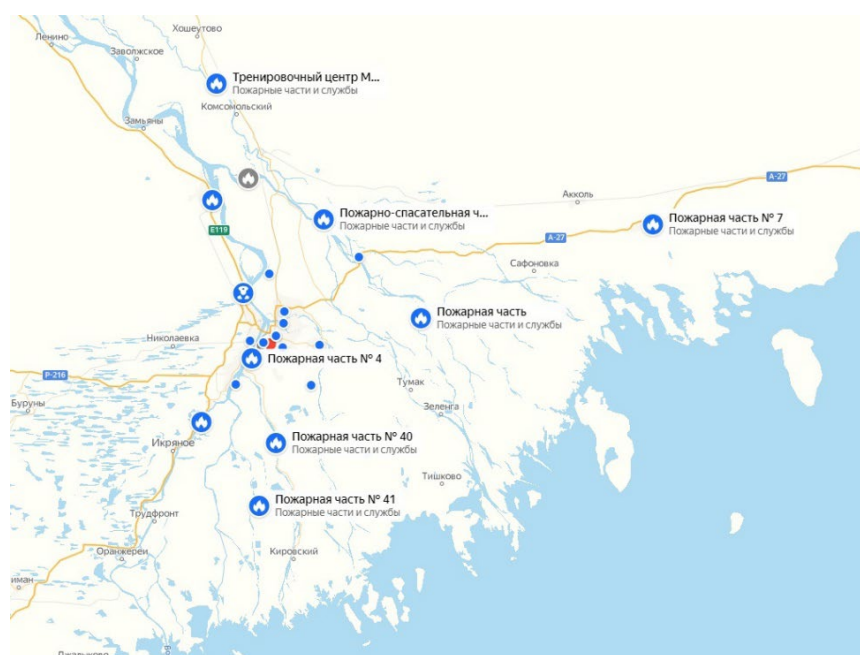 Хошеутово
Ленино
Заволжское
Тренировочный центр М...
Пожарные части и службы
Комсомольский
Замьяны
Акколь
А-27
Пожарно-спасательная ч...
Пожарные части и службы
Пожарная часть № 7
Пожарные части и службы
Е119
А-27
Сафоновка
Пожарная часть
Пожарные части и службы
Николаевка
Пожарная часть № 4
Р-216
Тумак
Буруны
Зеленга
Икряное
Пожарная часть № 40
Пожарные части и службы
Тишково
Пожарная часть № 41
Пожарные части и службы
Трудфронт
Оранжереи
Кировский
иман